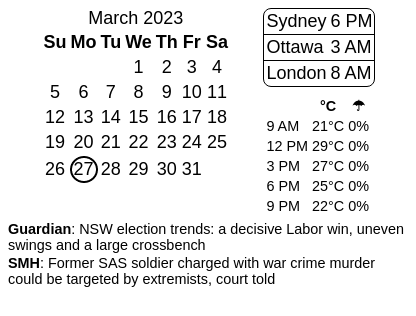 March 2023
Su Mo Tu We Th Fr Sa
1 2 3 4
5 6 7 8 9 10 11
12 13 14 15 16 17 18
19 20 21 22 23 24 25
26 27 28 29 30 31
Sydney 6 PM
Ottawa 3 AM
London 8 AM
°C ☂
9 AM 21°C 0%
12 PM 29°C 0%
3 PM 27°C 0%
6 PM 25°C 0%
9 PM 22°C 0%
Guardian: NSW election trends: a decisive Labor win, uneven
swings and a large crossbench
SMH: Former SAS soldier charged with war crime murder
could be targeted by extremists, court told